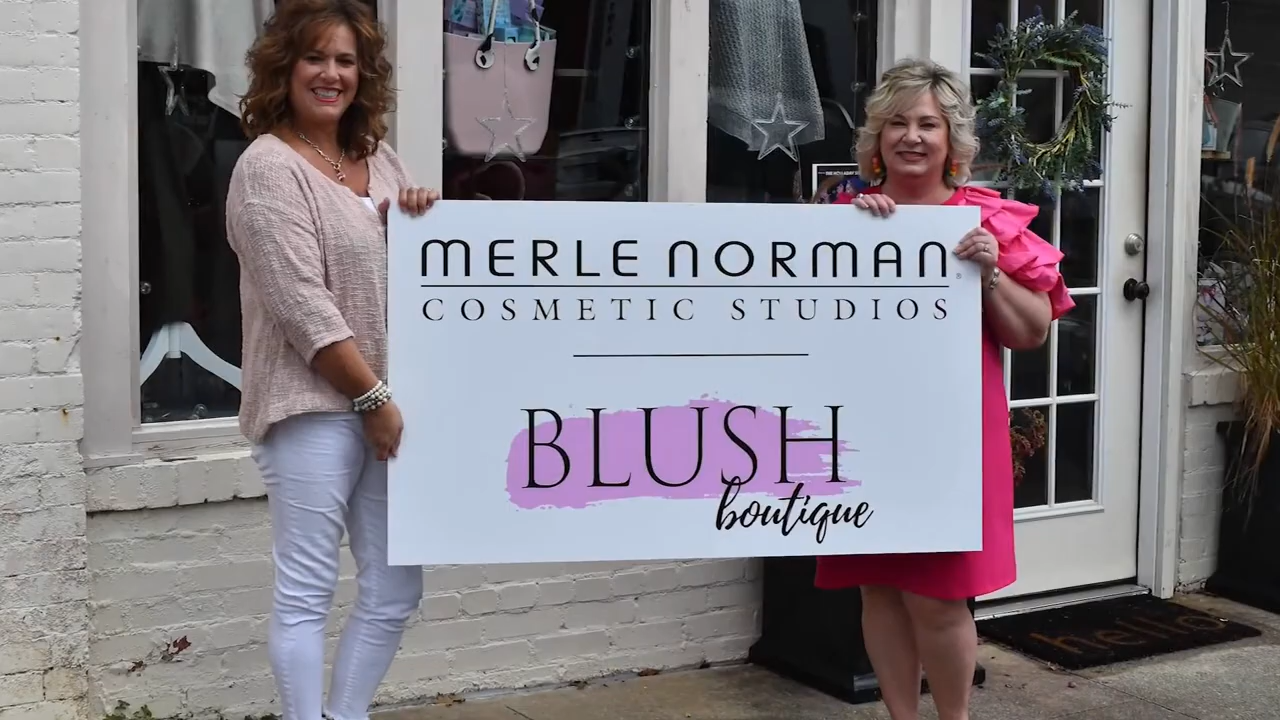 MERLE NORMAN®
COSMETIC STUDIOS
BLUSH
boutique
hello